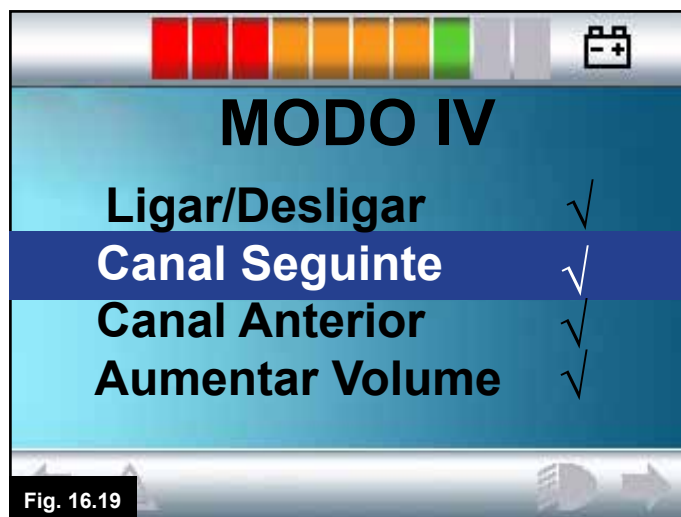 MODO IV
Ligar/Desligar √
Canal Seguinte √
Canal Anterior √
Aumentar Volume √
Fig. 16.19